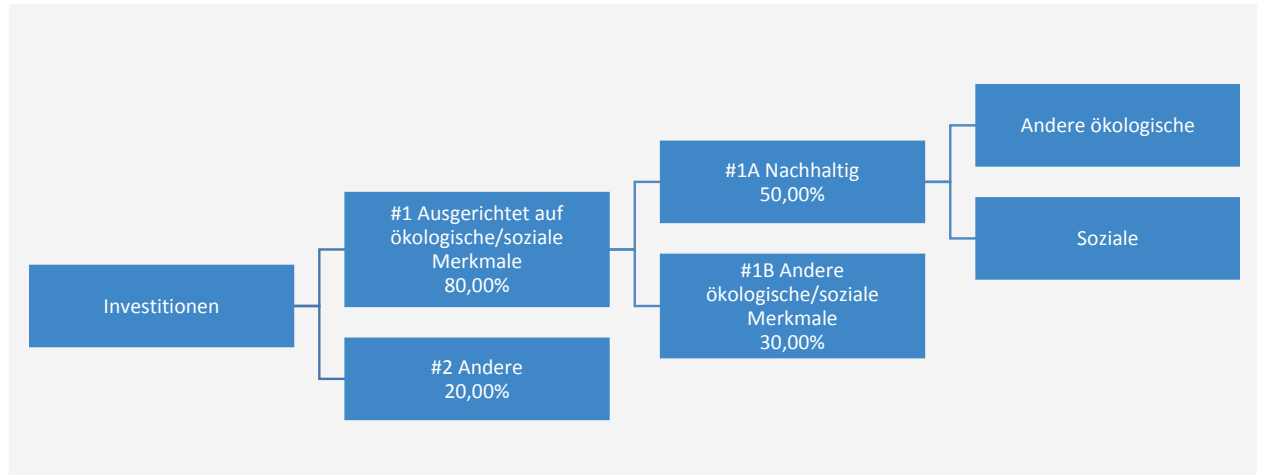 Investitionen
#1 Ausgerichtet auf
ökologische/soziale
Merkmale
80,00%
#2 Andere
20,00%
#1A Nachhaltig
50,00%
#1B Andere
ökologische/soziale
Merkmale
30,00%
Andere ökologische
Soziale